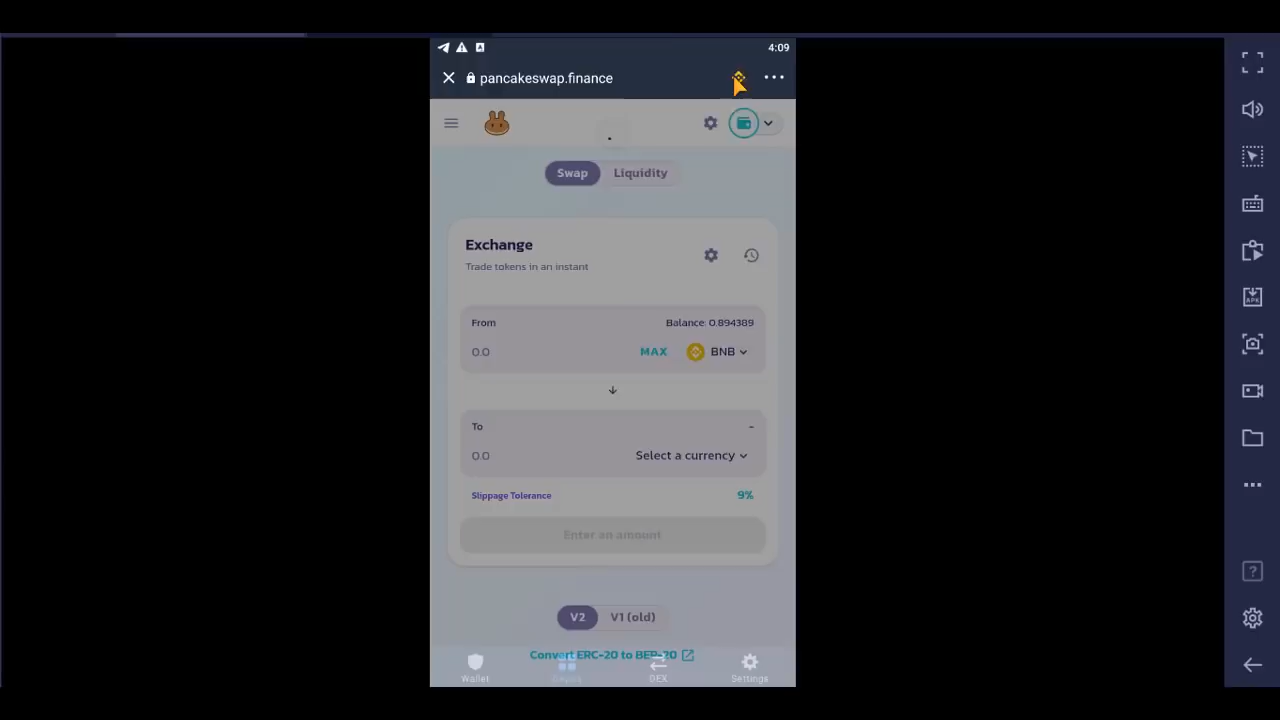 4:09
pancakeswap.finance
Swap Liquidity
Exchange
Trade tokens in an instant
From Balance: 0.894389
0.0 MAX BNB
To -
0.0 Select a currency
Slippage Tolerance 9%
Enter an amount
V2 V1 (old)
Convert ERC-20 to BEP-20
Wallet DApps DEX Settings
APK